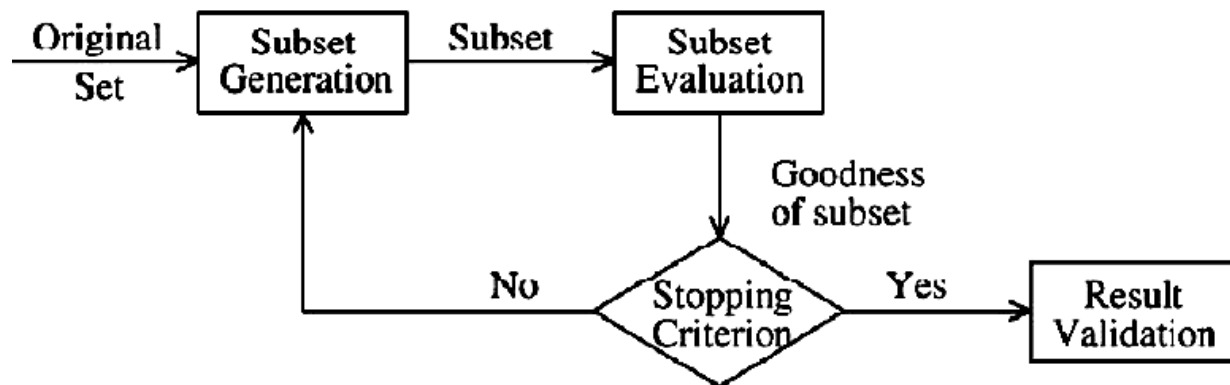 Original
Set
Subset
Generation
Subset
Subset
Evaluation
Goodness
of subset
No
Stopping
Criterion
Yes
Result
Validation